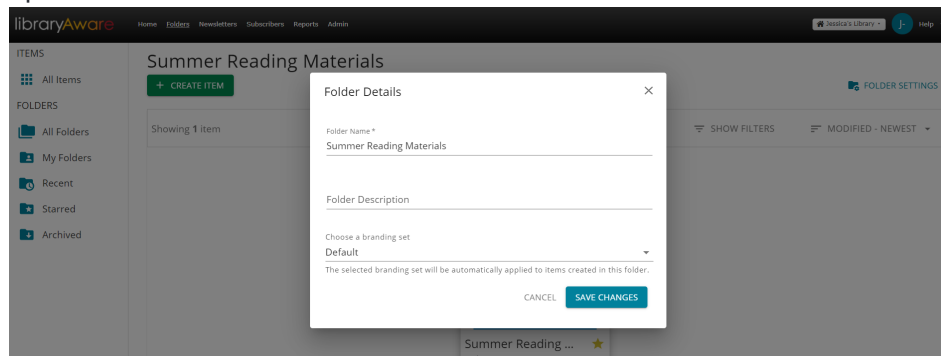 libraryAware
Home Folders Newsletters Subscribers Reports Admin
Jessica's Library
J-
Help
ITEMS
All Items
FOLDERS
All Folders
My Folders
Recent
Starred
Archived
Summer Reading Materials
+ CREATE ITEM
FOLDER SETTINGS
Showing 1 item
SHOW FILTERS
MODIFIED - NEWEST
Folder Details
Folder Name *
Summer Reading Materials
Folder Description
Choose a branding set
Default
The selected branding set will be automatically applied to items created in this folder.
CANCEL
SAVE CHANGES
Summer Reading ...